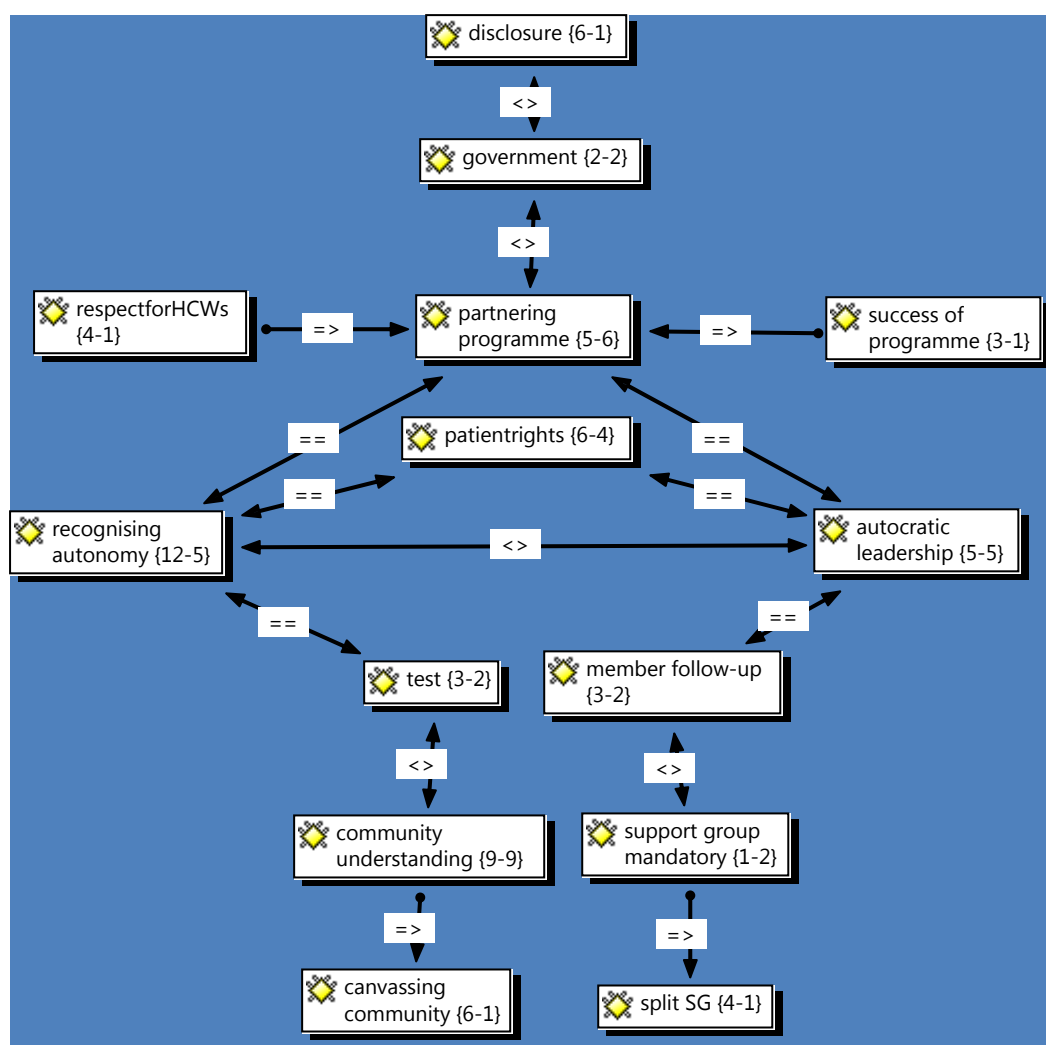 disclosure {6-1}
<>
government {2-2}
<>
respectforHCWs
{4-1}
=>
partnering
programme {5-6}
=>
success of
programme {3-1}
==
==
patientrights {6-4}
==
==
recognising
autonomy {12-5}
<>
autocratic
leadership {5-5}
==
==
test {3-2}
member follow-up
{3-2}
<>
<>
community
understanding {9-9}
support group
mandatory {1-2}
=>
=>
canvassing
community {6-1}
split SG {4-1}